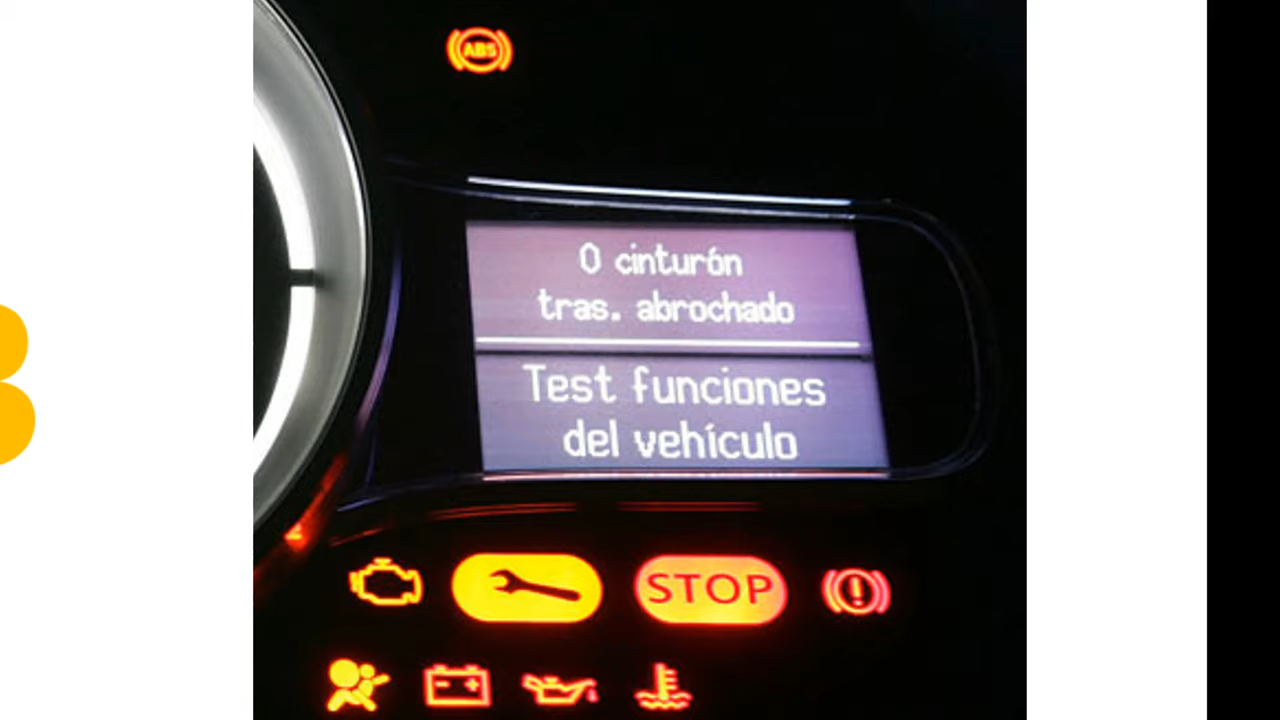 ABS
0 cinturón
tras. abrochado
Test funciones
del vehículo
STOP